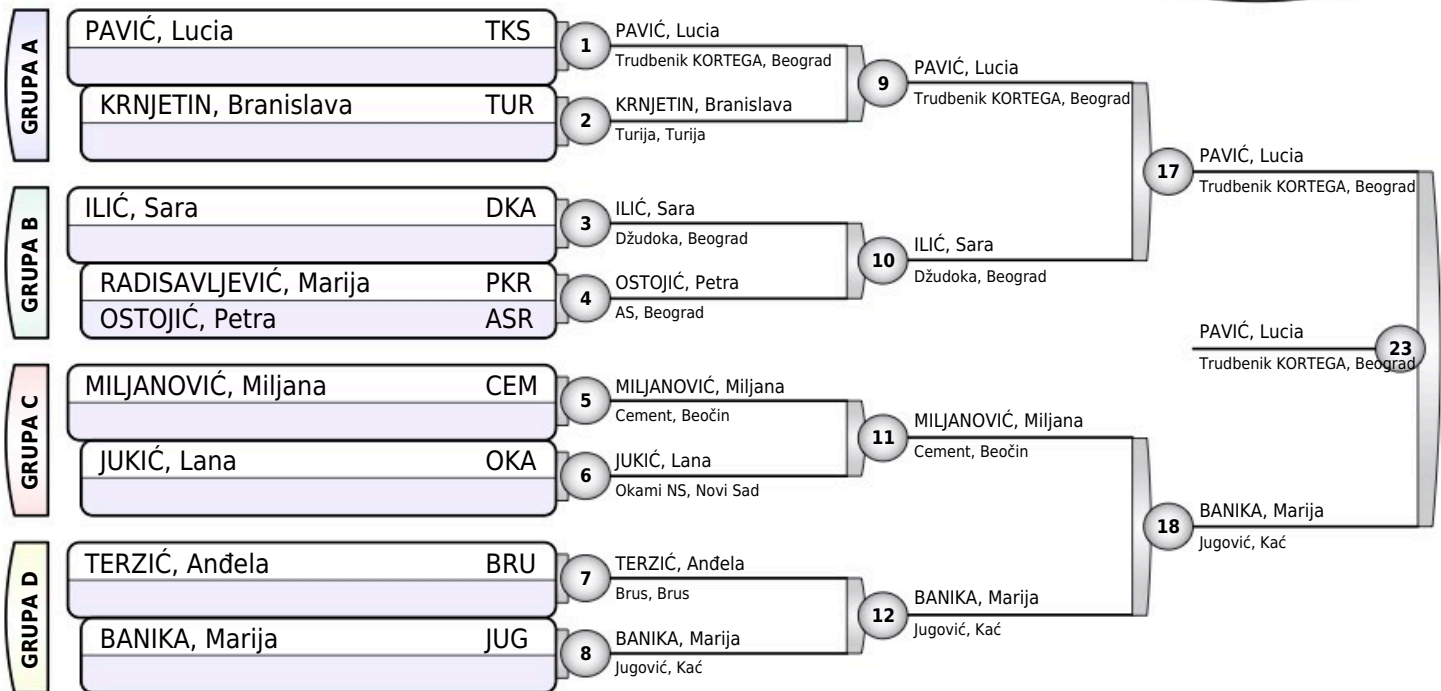 GRUPA A
PAVIĆ, Lucia TKS
KRNJETIN, Branislava TUR
GRUPA B
ILIĆ, Sara DKA
RADISAVLJEVIĆ, Marija PKR
OSTOJIĆ, Petra ASR
GRUPA C
MILJANOVIĆ, Miljana CEM
JUKIĆ, Lana OKA
GRUPA D
TERZIĆ, Anđela BRU
BANIKA, Marija JUG
1
PAVIĆ, Lucia
Trudbenik KORTEGA, Beograd
2
KRNJETIN, Branislava
Turija, Turija
3
ILIĆ, Sara
Džudoka, Beograd
4
OSTOJIĆ, Petra
AS, Beograd
5
MILJANOVIĆ, Miljana
Cement, Beočin
6
JUKIĆ, Lana
Okami NS, Novi Sad
7
TERZIĆ, Anđela
Brus, Brus
8
BANIKA, Marija
Jugović, Kać
9
PAVIĆ, Lucia
Trudbenik KORTEGA, Beograd
10
ILIĆ, Sara
Džudoka, Beograd
11
MILJANOVIĆ, Miljana
Cement, Beočin
12
BANIKA, Marija
Jugović, Kać
17
PAVIĆ, Lucia
Trudbenik KORTEGA, Beograd
18
BANIKA, Marija
Jugović, Kać
PAVIĆ, Lucia
Trudbenik KORTEGA, Beograd
23